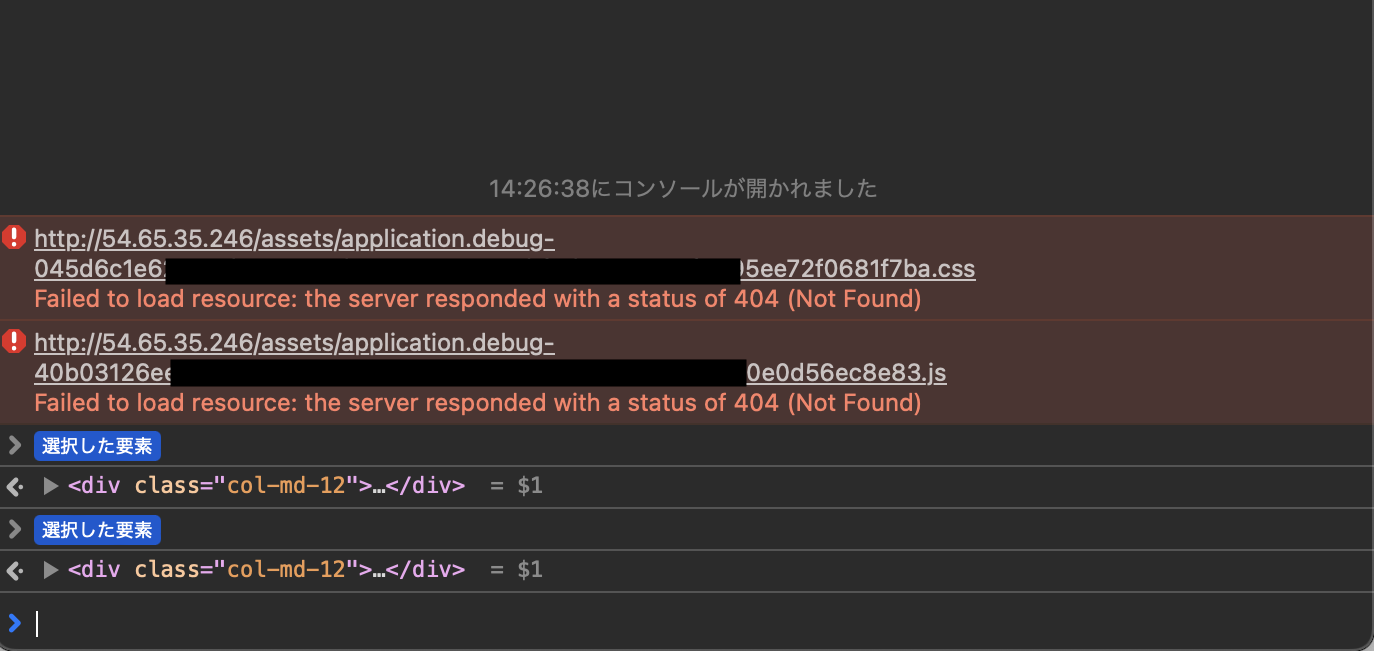 14:26:38にコンソールが開かれました
http://54.65.35.246/assets/application.debug-
045d6c1e6 5ee72f0681f7ba.css
Failed to load resource: the server responded with a status of 404 (Not Found)
http://54.65.35.246/assets/application.debug-
40b03126ee 0e0d56ec8e83.js
Failed to load resource: the server responded with a status of 404 (Not Found)
選択した要素
<div class="col-md-12">…</div> = $1
選択した要素
<div class="col-md-12">…</div> = $1